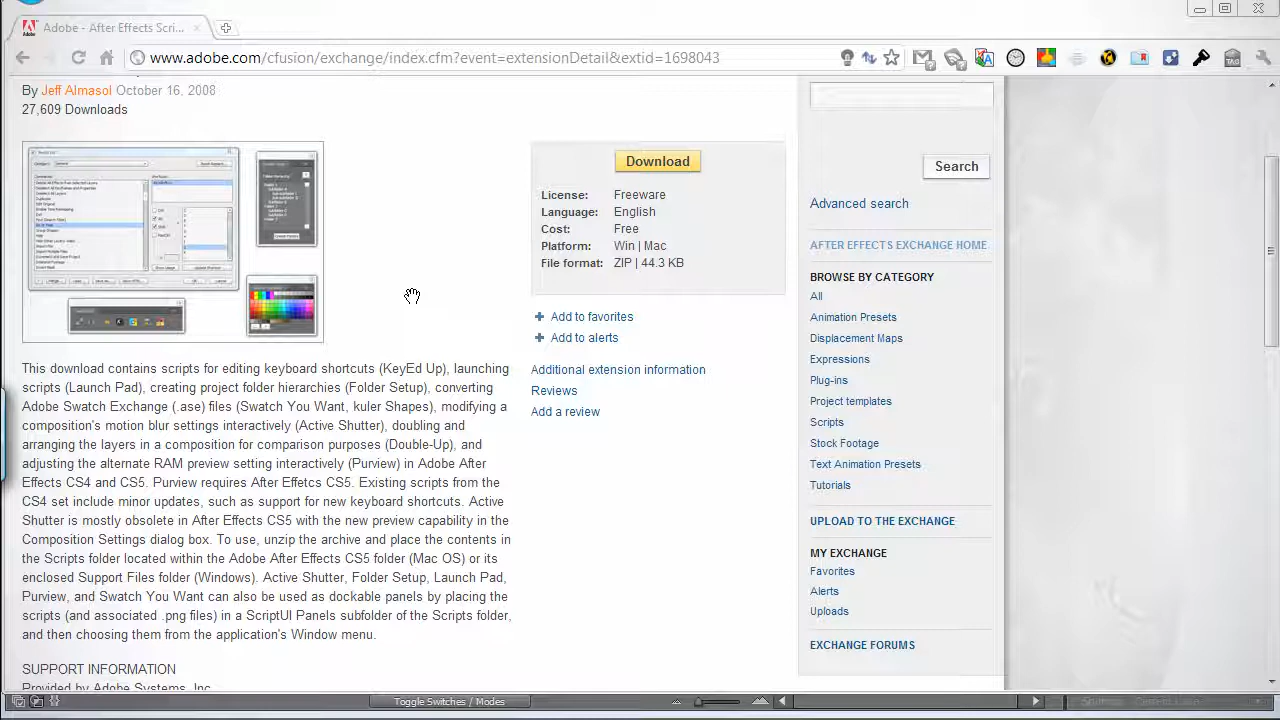 Adobe - After Effects Scri...
www.adobe.com/cfusion/exchange/index.cfm?event=extensionDetail&extid=1698043
By Jeff Almasol October 16, 2008
27,609 Downloads
Download
License: Freeware
Language: English
Cost: Free
Platform: Win | Mac
File format: ZIP | 44.3 KB
Add to favorites
Add to alerts
Additional extension information
Reviews
Add a review
This download contains scripts for editing keyboard shortcuts (KeyEd Up), launching
scripts (Launch Pad), creating project folder hierarchies (Folder Setup), converting
Adobe Swatch Exchange (.ase) files (Swatch You Want, kuler Shapes), modifying a
composition's motion blur settings interactively (Active Shutter), doubling and
arranging the layers in a composition for comparison purposes (Double-Up), and
adjusting the alternate RAM preview setting interactively (Purview) in Adobe After
Effects CS4 and CS5. Purview requires After Effetcs CS5. Existing scripts from the
CS4 set include minor updates, such as support for new keyboard shortcuts. Active
Shutter is mostly obsolete in After Effects CS5 with the new preview capability in the
Composition Settings dialog box. To use, unzip the archive and place the contents in
the Scripts folder located within the Adobe After Effects CS5 folder (Mac OS) or its
enclosed Support Files folder (Windows). Active Shutter, Folder Setup, Launch Pad,
Purview, and Swatch You Want can also be used as dockable panels by placing the
scripts (and associated .png files) in a ScriptUI Panels subfolder of the Scripts folder,
and then choosing them from the application's Window menu.
SUPPORT INFORMATION
Provided by Adobe Systems, Inc.
Search
Advanced search
AFTER EFFECTS EXCHANGE HOME
BROWSE BY CATEGORY
All
Animation Presets
Displacement Maps
Expressions
Plug-ins
Project templates
Scripts
Stock Footage
Text Animation Presets
Tutorials
UPLOAD TO THE EXCHANGE
MY EXCHANGE
Favorites
Alerts
Uploads
EXCHANGE FORUMS
Toggle Switches / Modes